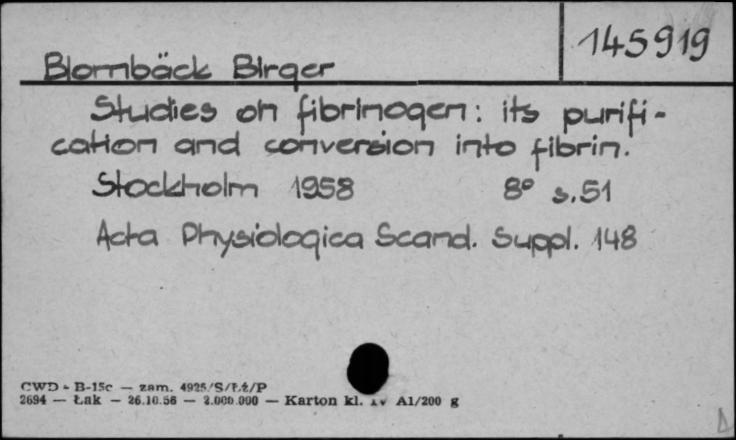 145919
Blombäck Birger
Studies on fibrinogen: its purifi-
cation and conversion into fibrin.
Stockholm 1958 8° s. 51
Acta Physiologica Scand. Suppl. 148
CWD - B-15c — zam. 4925/S/Łż/P
2694 — Łak — 26.10.56 — 2.000.000 — Karton kl. IV A1/200 g